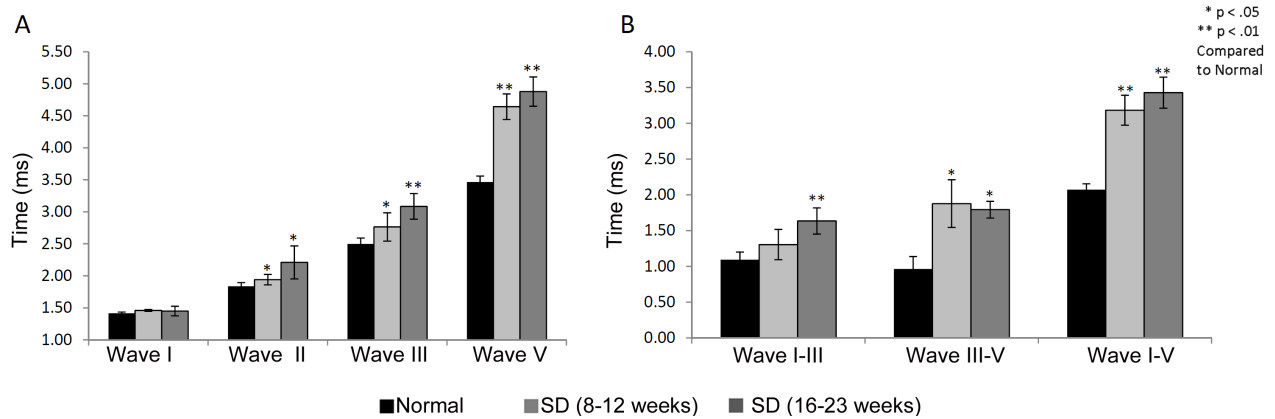 A
B
* p < .05
** p < .01
Compared
to Normal
Time (ms)
5.50
5.00
4.50
4.00
3.50
3.00
2.50
2.00
1.50
1.00
* * * ** ** **
Wave I Wave II Wave III Wave V
Time (ms)
4.00
3.50
3.00
2.50
2.00
1.50
1.00
0.50
0.00
** * * ** **
Wave I-III Wave III-V Wave I-V
Normal SD (8-12 weeks) SD (16-23 weeks)